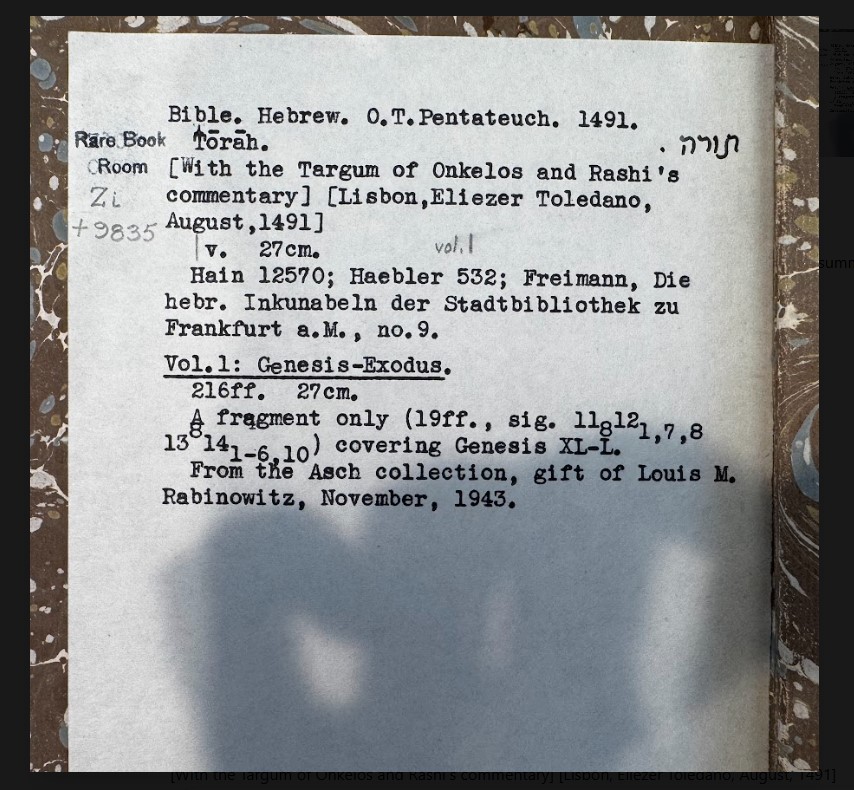 Bible. Hebrew. O.T.Pentateuch. 1491.
Rare Book Tōrāh. . תורה
Room [With the Targum of Onkelos and Rashi's
Zi commentary] [Lisbon,Eliezer Toledano,
+9835 August,1491]
v. 27cm. vol.1
Hain 12570; Haebler 532; Freimann, Die
hebr. Inkunabeln der Stadtbibliothek zu
Frankfurt a.M., no.9.
Vol.1: Genesis-Exodus.
216ff. 27cm.
A fragment only (19ff., sig. 11₈12₁,₇,₈
13₈14₁₋₆,₁₀) covering Genesis XL-L.
From the Asch collection, gift of Louis M.
Rabinowitz, November, 1943.
[With the Targum of Onkelos and Rashi's commentary] [Lisbon, Eliezer Toledano, August, 1491]